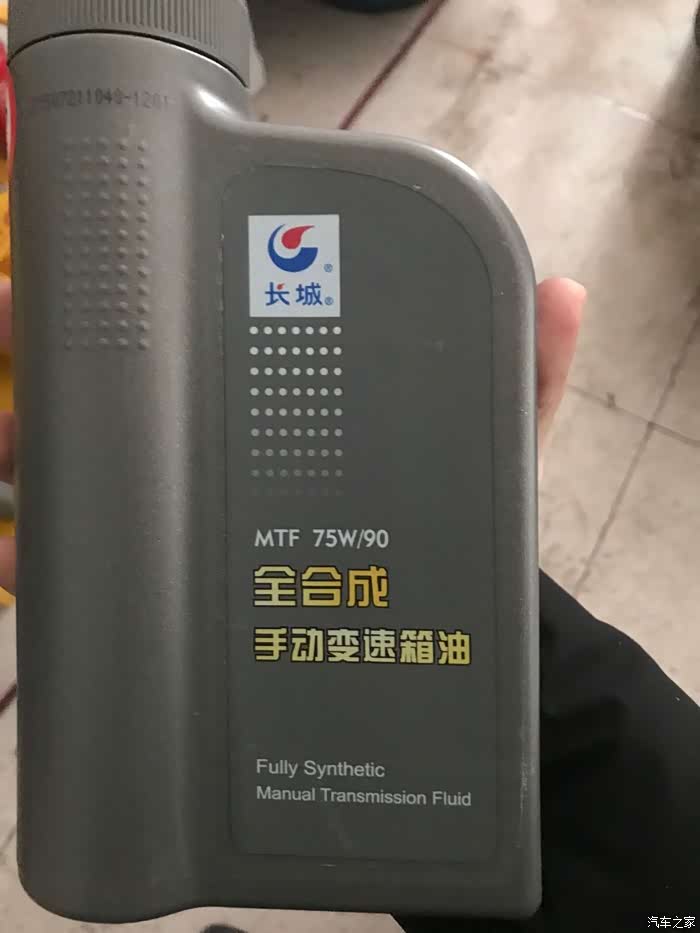 长城
MTF 75W/90
全合成
手动变速箱油
Fully Synthetic
Manual Transmission Fluid
汽车之家